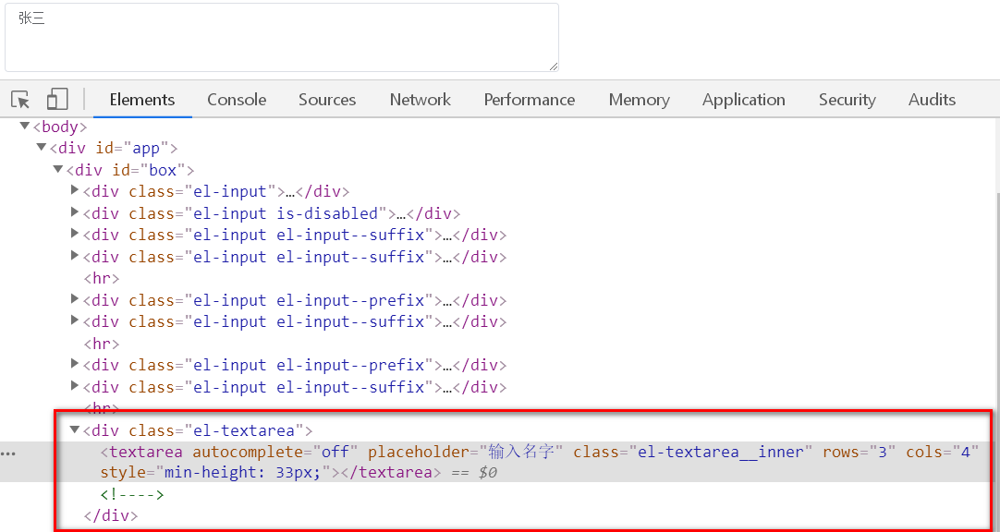 张三
Elements Console Sources Network Performance Memory Application Security Audits
<body>
<div id="app">
<div id="box">
<div class="el-input">…</div>
<div class="el-input is-disabled">…</div>
<div class="el-input el-input--suffix">…</div>
<div class="el-input el-input--suffix">…</div>
<hr>
<div class="el-input el-input--prefix">…</div>
<div class="el-input el-input--suffix">…</div>
<hr>
<div class="el-input el-input--prefix">…</div>
<div class="el-input el-input--suffix">…</div>
<hr>
<div class="el-textarea">
<textarea autocomplete="off" placeholder="输入名字" class="el-textarea__inner" rows="3" cols="4"
style="min-height: 33px;"></textarea> == $0
<!---->
</div>